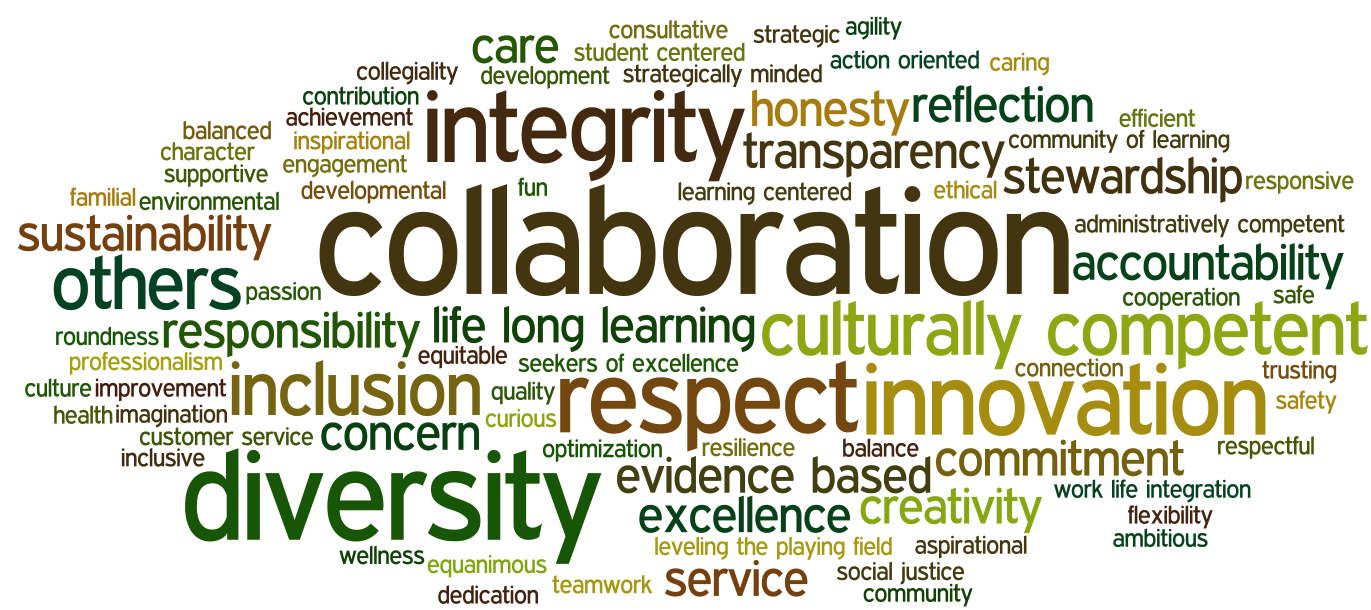 consultative
strategic
agility
care
student centered
action oriented
caring
collegiality
development
strategically minded
contribution
integrity
honesty
reflection
achievement
efficient
balanced
inspirational
community of learning
character
engagement
transparency
supportive
stewardship
responsive
familial
environmental
developmental
fun
learning centered
ethical
sustainability
collaboration
administratively competent
others
passion
accountability
cooperation
safe
roundness
responsibility
life long learning
culturally competent
professionalism
equitable
seekers of excellence
connection
trusting
culture
improvement
inclusion
quality
respect
innovation
safety
health
imagination
curious
customer service
concern
optimization
resilience
balance
respectful
inclusive
diversity
evidence based
commitment
work life integration
excellence
creativity
flexibility
ambitious
wellness
equanimous
leveling the playing field
aspirational
dedication
teamwork
service
social justice
community